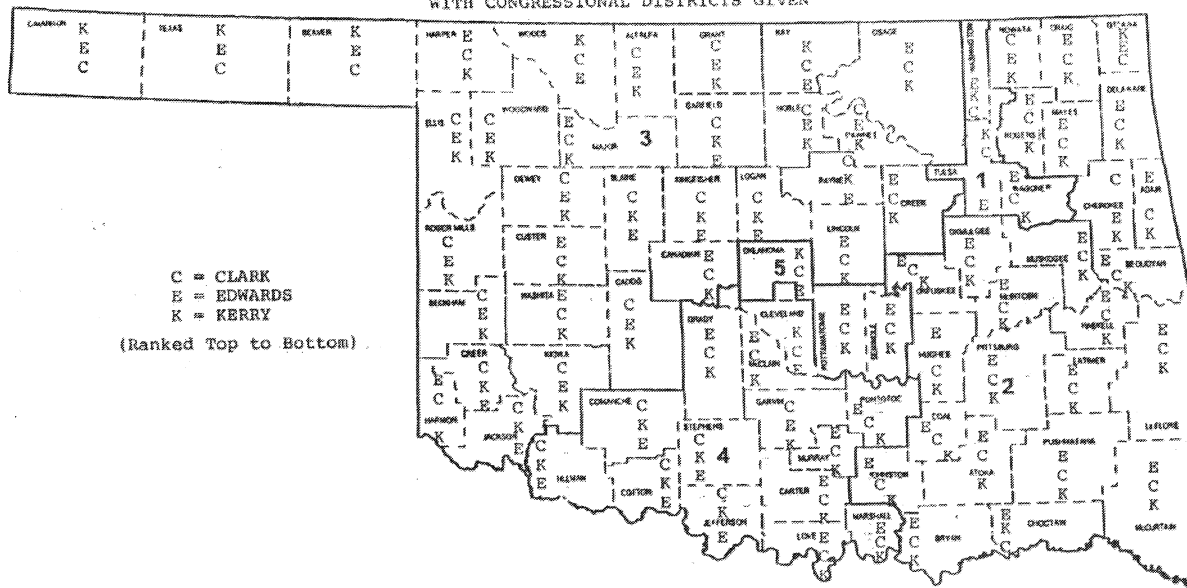 WITH CONGRESSIONAL DISTRICTS GIVEN
CIMARRON K E C
TEXAS K E C
BEAVER K E C
HARPER E C K
WOODS K C E
ALFALFA C E K
GRANT E C K
KAY K C E
OSAGE E C K
WASHINGTON
NOWATA C E K
CRAIG E C K
OTTAWA K E C
ELLIS C E K
WOODWARD C E K
MAJOR E C K
3
GARFIELD C K E
NOBLE C E K
PAWNEE C E K
ROGERS E C K
MAYES E C K
DELAWARE C E K
DEWEY C E K
BLAINE C K E
KINGFISHER C K E
LOGAN C K E
PAYNE C K E
CREEK E C K
TULSA K C E
1
WAGONER E C K
CHEROKEE C E K
ADAIR E C K
ROGER MILLS C E K
CUSTER E C K
CANADIAN E C K
OKLAHOMA K C E
5
LINCOLN E C K
OKMULGEE E C K
MUSKOGEE E C K
SEQUOYAH E C K
C = CLARK
E = EDWARDS
K = KERRY
(Ranked Top to Bottom)
BECKHAM C E K
WASHITA E C K
CADDO C E K
GRADY E C K
CLEVELAND K C E
MCCLAIN E C K
POTTAWATOMIE E C K
SEMINOLE E C K
OKFUSKEE E C K
HUGHES E C K
MCINTOSH E C K
PITTSBURG E C K
2
HASKELL E C K
LATIMER E C K
LEFLORE E C K
GREER C K E
KIOWA C E K
HARMON E C K
JACKSON C K E
COMANCHE C K E
STEPHENS C K E
4
GARVIN C E K
PONTOTOC E C K
COAL E C K
ATOKA E C K
PUSHMATAHA E C K
MCCURTAIN E C K
TILLMAN C K E
COTTON C K E
JEFFERSON C K E
MURRAY E C K
CARTER E C K
JOHNSTON E C K
LOVE E C K
MARSHALL E C K
BRYAN E C K
CHOCTAW E K C